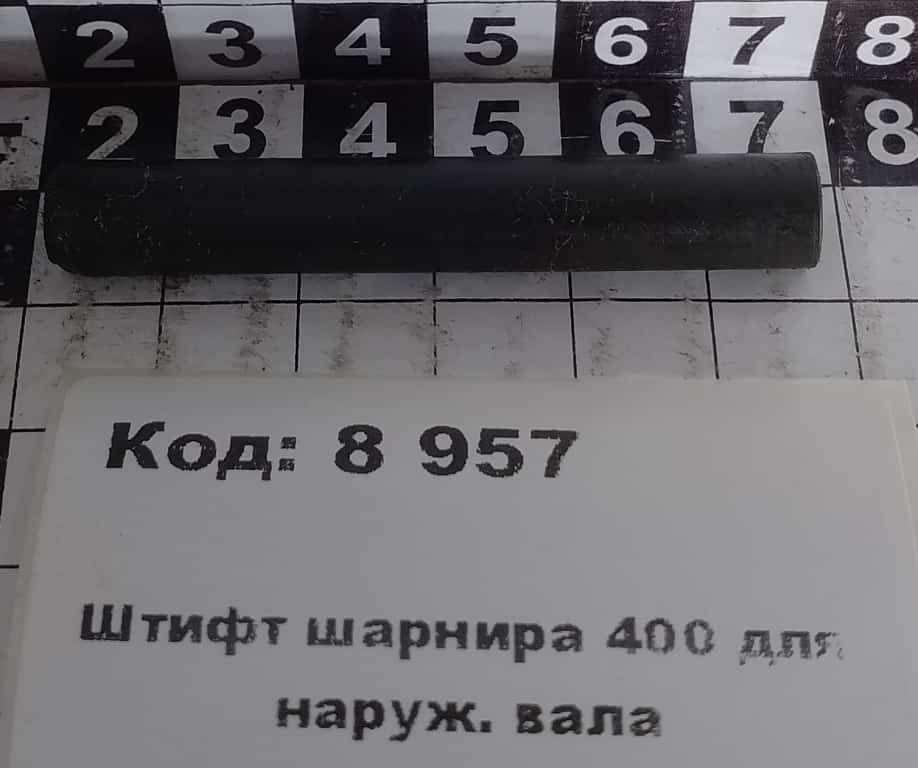 2 3 4 5 6 7 8
2 3 4 5 6 7 8
Код: 8 957
Штифт шарнира 400 для
наруж. вала